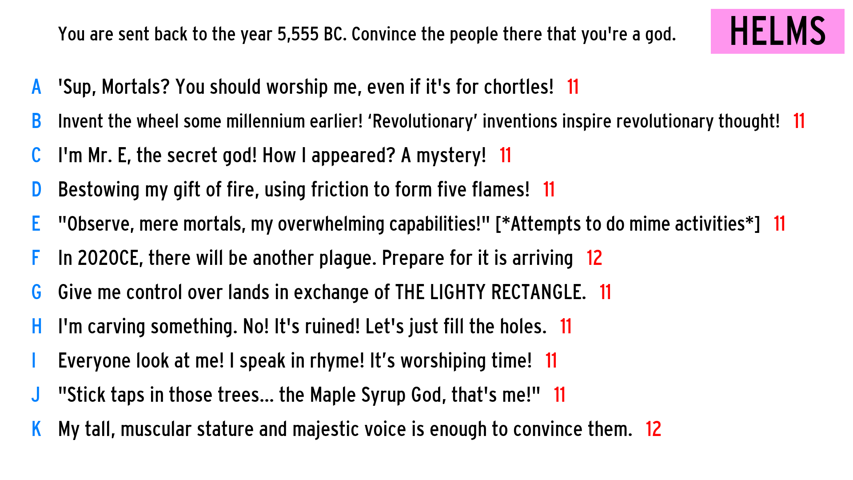 You are sent back to the year 5,555 BC. Convince the people there that you're a god.
HELMS
A 'Sup, Mortals? You should worship me, even if it's for chortles! 11
B Invent the wheel some millennium earlier! ‘Revolutionary’ inventions inspire revolutionary thought! 11
C I'm Mr. E, the secret god! How I appeared? A mystery! 11
D Bestowing my gift of fire, using friction to form five flames! 11
E "Observe, mere mortals, my overwhelming capabilities!" [*Attempts to do mime activities*] 11
F In 2020CE, there will be another plague. Prepare for it is arriving 12
G Give me control over lands in exchange of THE LIGHTY RECTANGLE. 11
H I'm carving something. No! It's ruined! Let's just fill the holes. 11
I Everyone look at me! I speak in rhyme! It’s worshiping time! 11
J "Stick taps in those trees... the Maple Syrup God, that's me!" 11
K My tall, muscular stature and majestic voice is enough to convince them. 12